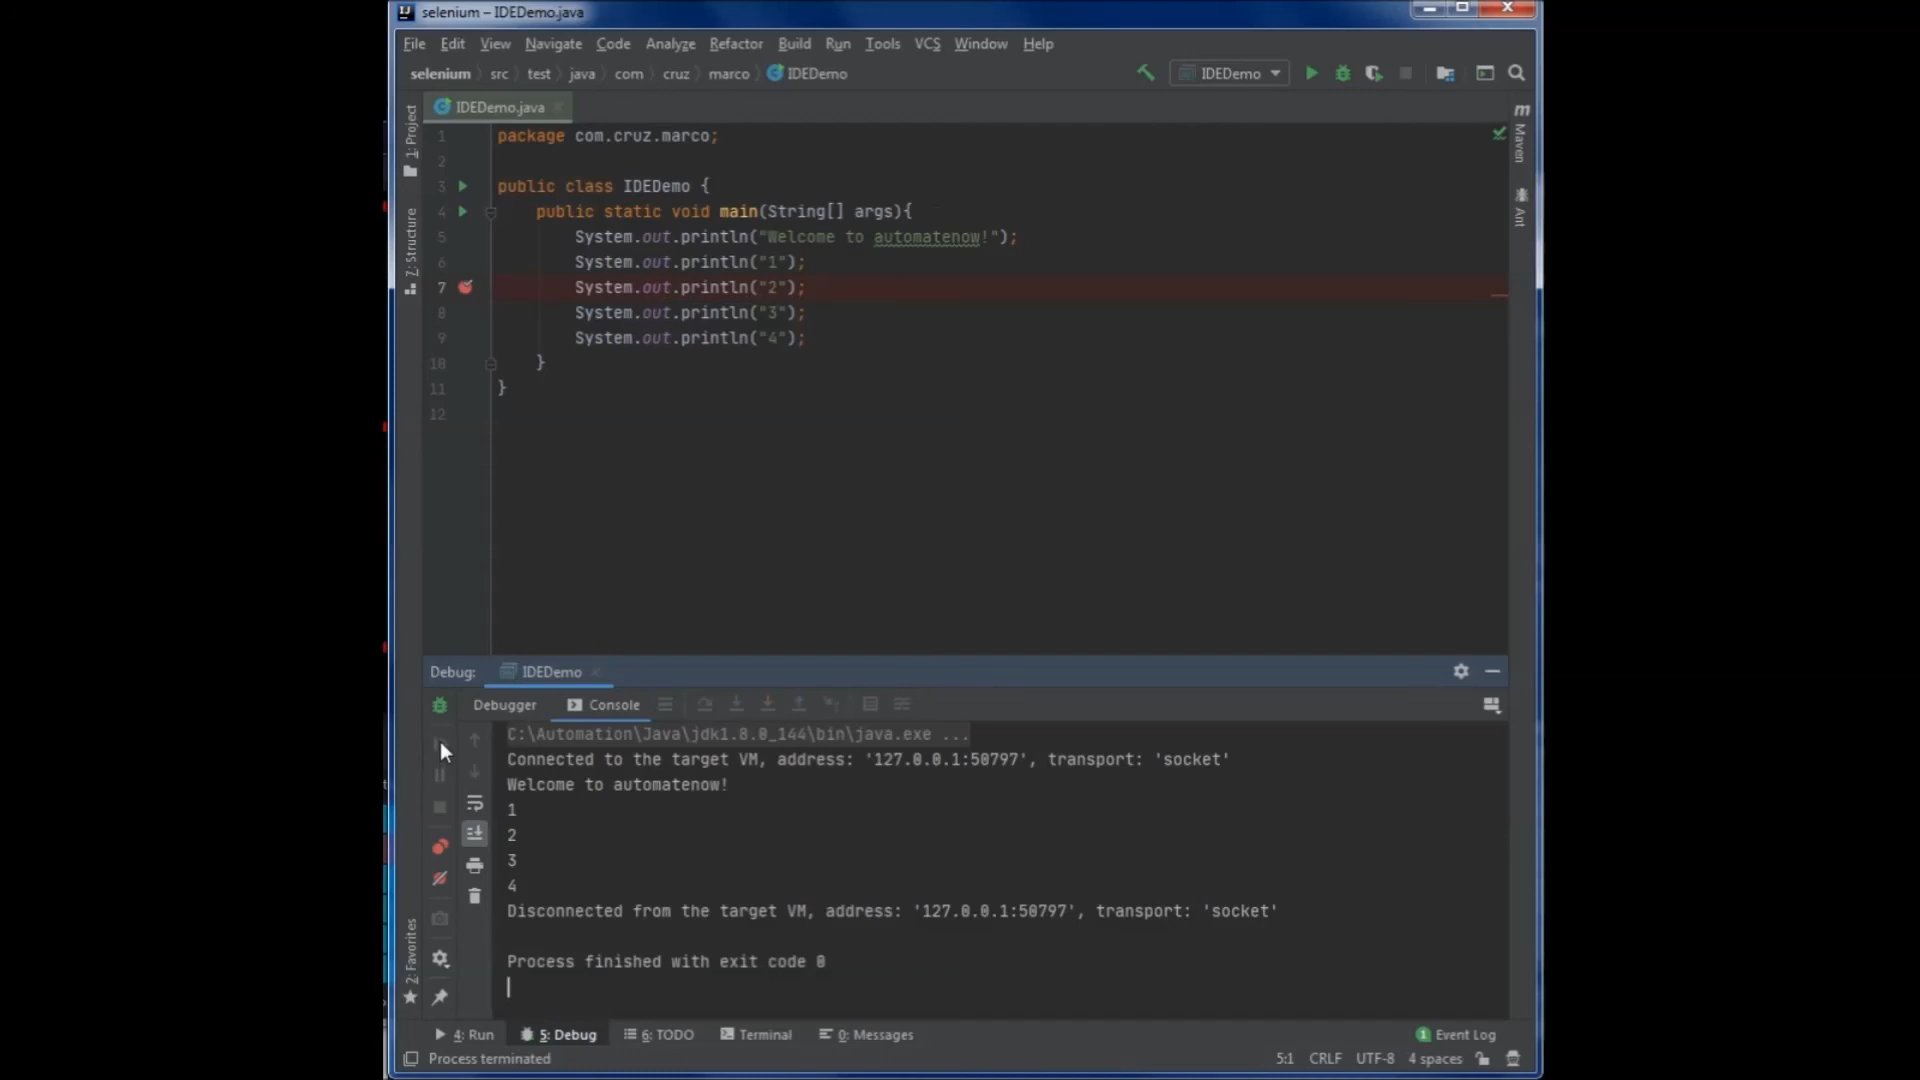 selenium – IDEDemo.java
File Edit View Navigate Code Analyze Refactor Build Run Tools VCS Window Help
selenium src test java com cruz marco IDEDemo
IDEDemo
IDEDemo.java
1: Project
7: Structure
2: Favorites
Maven
Ant
1 package com.cruz.marco;
2
3 public class IDEDemo {
4 public static void main(String[] args){
5 System.out.println("Welcome to automatenow!");
6 System.out.println("1");
7 System.out.println("2");
8 System.out.println("3");
9 System.out.println("4");
10 }
11 }
12
Debug: IDEDemo
Debugger Console
C:\Automation\Java\jdk1.8.0_144\bin\java.exe ...
Connected to the target VM, address: '127.0.0.1:50797', transport: 'socket'
Welcome to automatenow!
1
2
3
4
Disconnected from the target VM, address: '127.0.0.1:50797', transport: 'socket'
Process finished with exit code 0
4: Run 5: Debug 6: TODO Terminal 0: Messages 1 Event Log
Process terminated 5:1 CRLF UTF-8 4 spaces